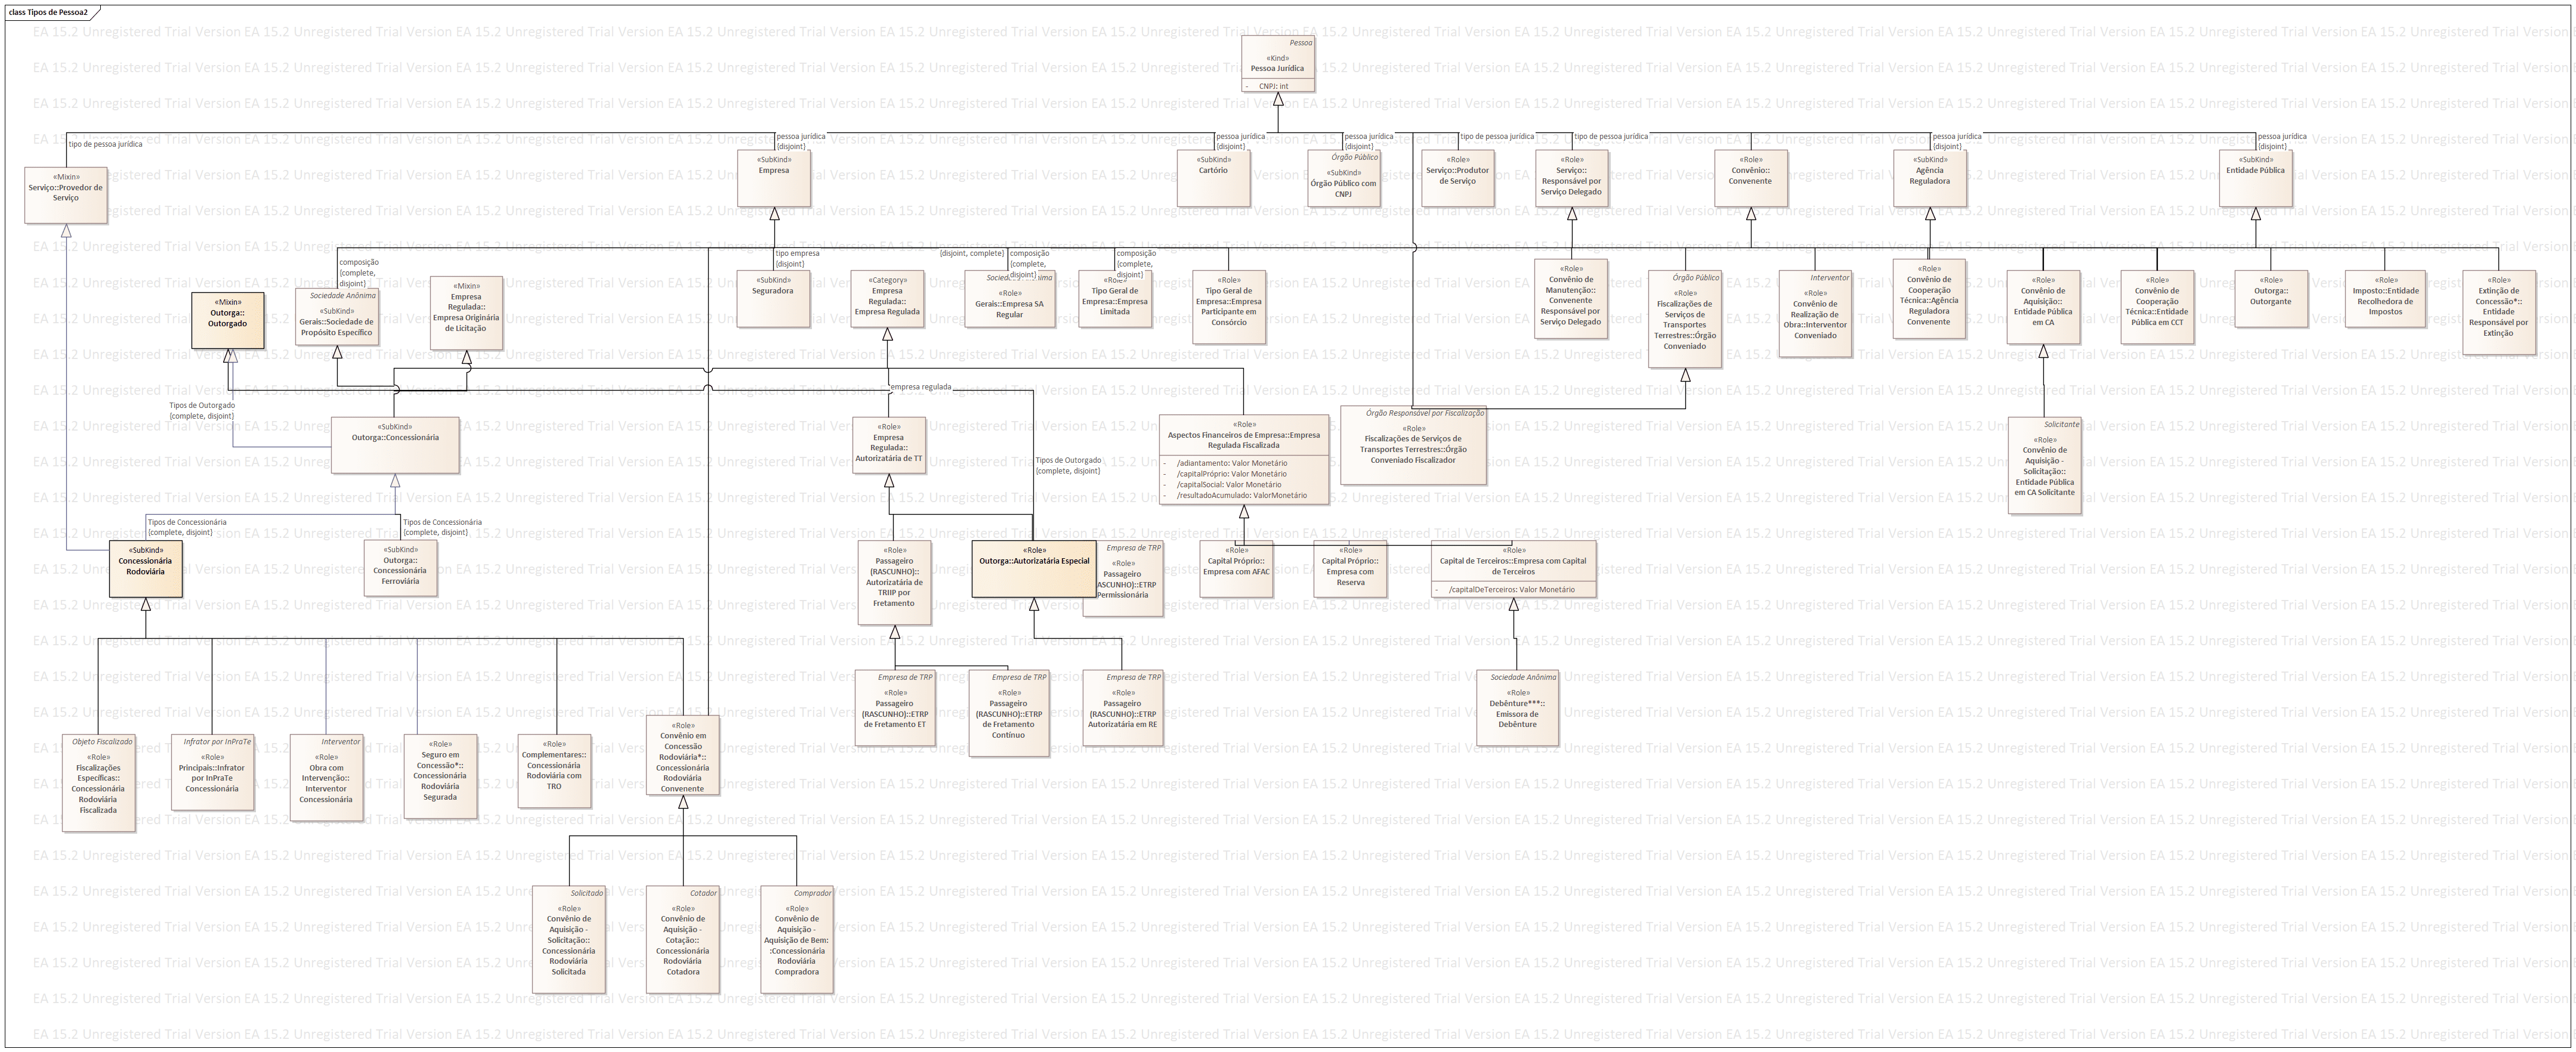 class Tipos de Pessoa2
EA 15.2 Unregistered Trial Version
Pessoa
«Kind»
Pessoa Jurídica
- CNPJ: int
tipo de pessoa jurídica
pessoa jurídica
{disjoint}
pessoa jurídica
{disjoint}
pessoa jurídica
{disjoint}
tipo de pessoa jurídica
tipo de pessoa jurídica
pessoa jurídica
{disjoint}
pessoa jurídica
{disjoint}
«Mixin»
Serviço::Provedor de
Serviço
«SubKind»
Empresa
«SubKind»
Cartório
Órgão Público
«SubKind»
Órgão Público com
CNPJ
«Role»
Serviço::Produtor
de Serviço
«Role»
Serviço::
Responsável por
Serviço Delegado
«Role»
Convênio::
Convenente
«SubKind»
Agência
Reguladora
«SubKind»
Entidade Pública
composição
{complete,
disjoint}
tipo empresa
{disjoint}
{disjoint, complete}
composição
{complete,
disjoint}
composição
{complete,
disjoint}
«Mixin»
Outorga::
Outorgado
Sociedade Anônima
«SubKind»
Gerais::Sociedade de
Propósito Específico
«Mixin»
Empresa
Regulada::
Empresa Originária
de Licitação
«SubKind»
Seguradora
«Category»
Empresa
Regulada::
Empresa Regulada
«Role»
Gerais::Empresa SA
Regular
«Role»
Tipo Geral de
Empresa::Empresa
Limitada
«Role»
Tipo Geral de
Empresa::Empresa
Participante em
Consórcio
«Role»
Convênio de
Manutenção::
Convenente
Responsável por
Serviço Delegado
Órgão Público
«Role»
Fiscalizações de
Serviços de
Transportes
Terrestres::Órgão
Conveniado
Interventor
«Role»
Convênio de
Realização de
Obra::Interventor
Conveniado
«Role»
Convênio de
Cooperação
Técnica::Agência
Reguladora
Convenente
«Role»
Convênio de
Aquisição::
Entidade Pública
em CA
«Role»
Convênio de
Cooperação
Técnica::Entidade
Pública em CCT
«Role»
Outorga::
Outorgante
«Role»
Imposto::Entidade
Recolhedora de
Impostos
«Role»
Extinção de
Concessão*::
Entidade
Responsável por
Extinção
empresa regulada
Tipos de Outorgado
{complete, disjoint}
«SubKind»
Outorga::Concessionária
«Role»
Empresa
Regulada::
Autorizatária de TT
Tipos de Outorgado
{complete, disjoint}
«Role»
Aspectos Financeiros de Empresa::Empresa
Regulada Fiscalizada
- /adiantamento: Valor Monetário
- /capitalPróprio: Valor Monetário
- /capitalSocial: Valor Monetário
- /resultadoAcumulado: ValorMonetário
Órgão Responsável por Fiscalização
«Role»
Fiscalizações de Serviços de
Transportes Terrestres::Órgão
Conveniado Fiscalizador
Solicitante
«Role»
Convênio de
Aquisição -
Solicitação::
Entidade Pública
em CA Solicitante
Tipos de Concessionária
{complete, disjoint}
Tipos de Concessionária
{complete, disjoint}
«SubKind»
Concessionária
Rodoviária
«SubKind»
Outorga::
Concessionária
Ferroviária
«Role»
Passageiro
(RASCUNHO)::
Autorizatária de
TRIIP por
Fretamento
«Role»
Outorga::Autorizatária Especial
Empresa de TRP
«Role»
Passageiro
ASCUNHO)::ETRP
Permissionária
«Role»
Capital Próprio::
Empresa com AFAC
«Role»
Capital Próprio::
Empresa com
Reserva
«Role»
Capital de Terceiros::Empresa com Capital
de Terceiros
- /capitalDeTerceiros: Valor Monetário
Empresa de TRP
«Role»
Passageiro
(RASCUNHO)::ETRP
de Fretamento ET
Empresa de TRP
«Role»
Passageiro
(RASCUNHO)::ETRP
de Fretamento
Contínuo
Empresa de TRP
«Role»
Passageiro
(RASCUNHO)::ETRP
Autorizatária em RE
Sociedade Anônima
«Role»
Debênture***::
Emissora de
Debênture
Objeto Fiscalizado
«Role»
Fiscalizações
Específicas::
Concessionária
Rodoviária
Fiscalizada
Infrator por InPraTe
«Role»
Principais::Infrator
por InPraTe
Concessionária
Interventor
«Role»
Obra com
Intervenção::
Interventor
Concessionária
«Role»
Seguro em
Concessão*::
Concessionária
Rodoviária
Segurada
«Role»
Complementares::
Concessionária
Rodoviária com
TRO
«Role»
Convênio em
Concessão
Rodoviária*::
Concessionária
Rodoviária
Convenente
Solicitado
«Role»
Convênio de
Aquisição -
Solicitação::
Concessionária
Rodoviária
Solicitada
Cotador
«Role»
Convênio de
Aquisição -
Cotação::
Concessionária
Rodoviária
Cotadora
Comprador
«Role»
Convênio de
Aquisição -
Aquisição de Bem:
:Concessionária
Rodoviária
Compradora